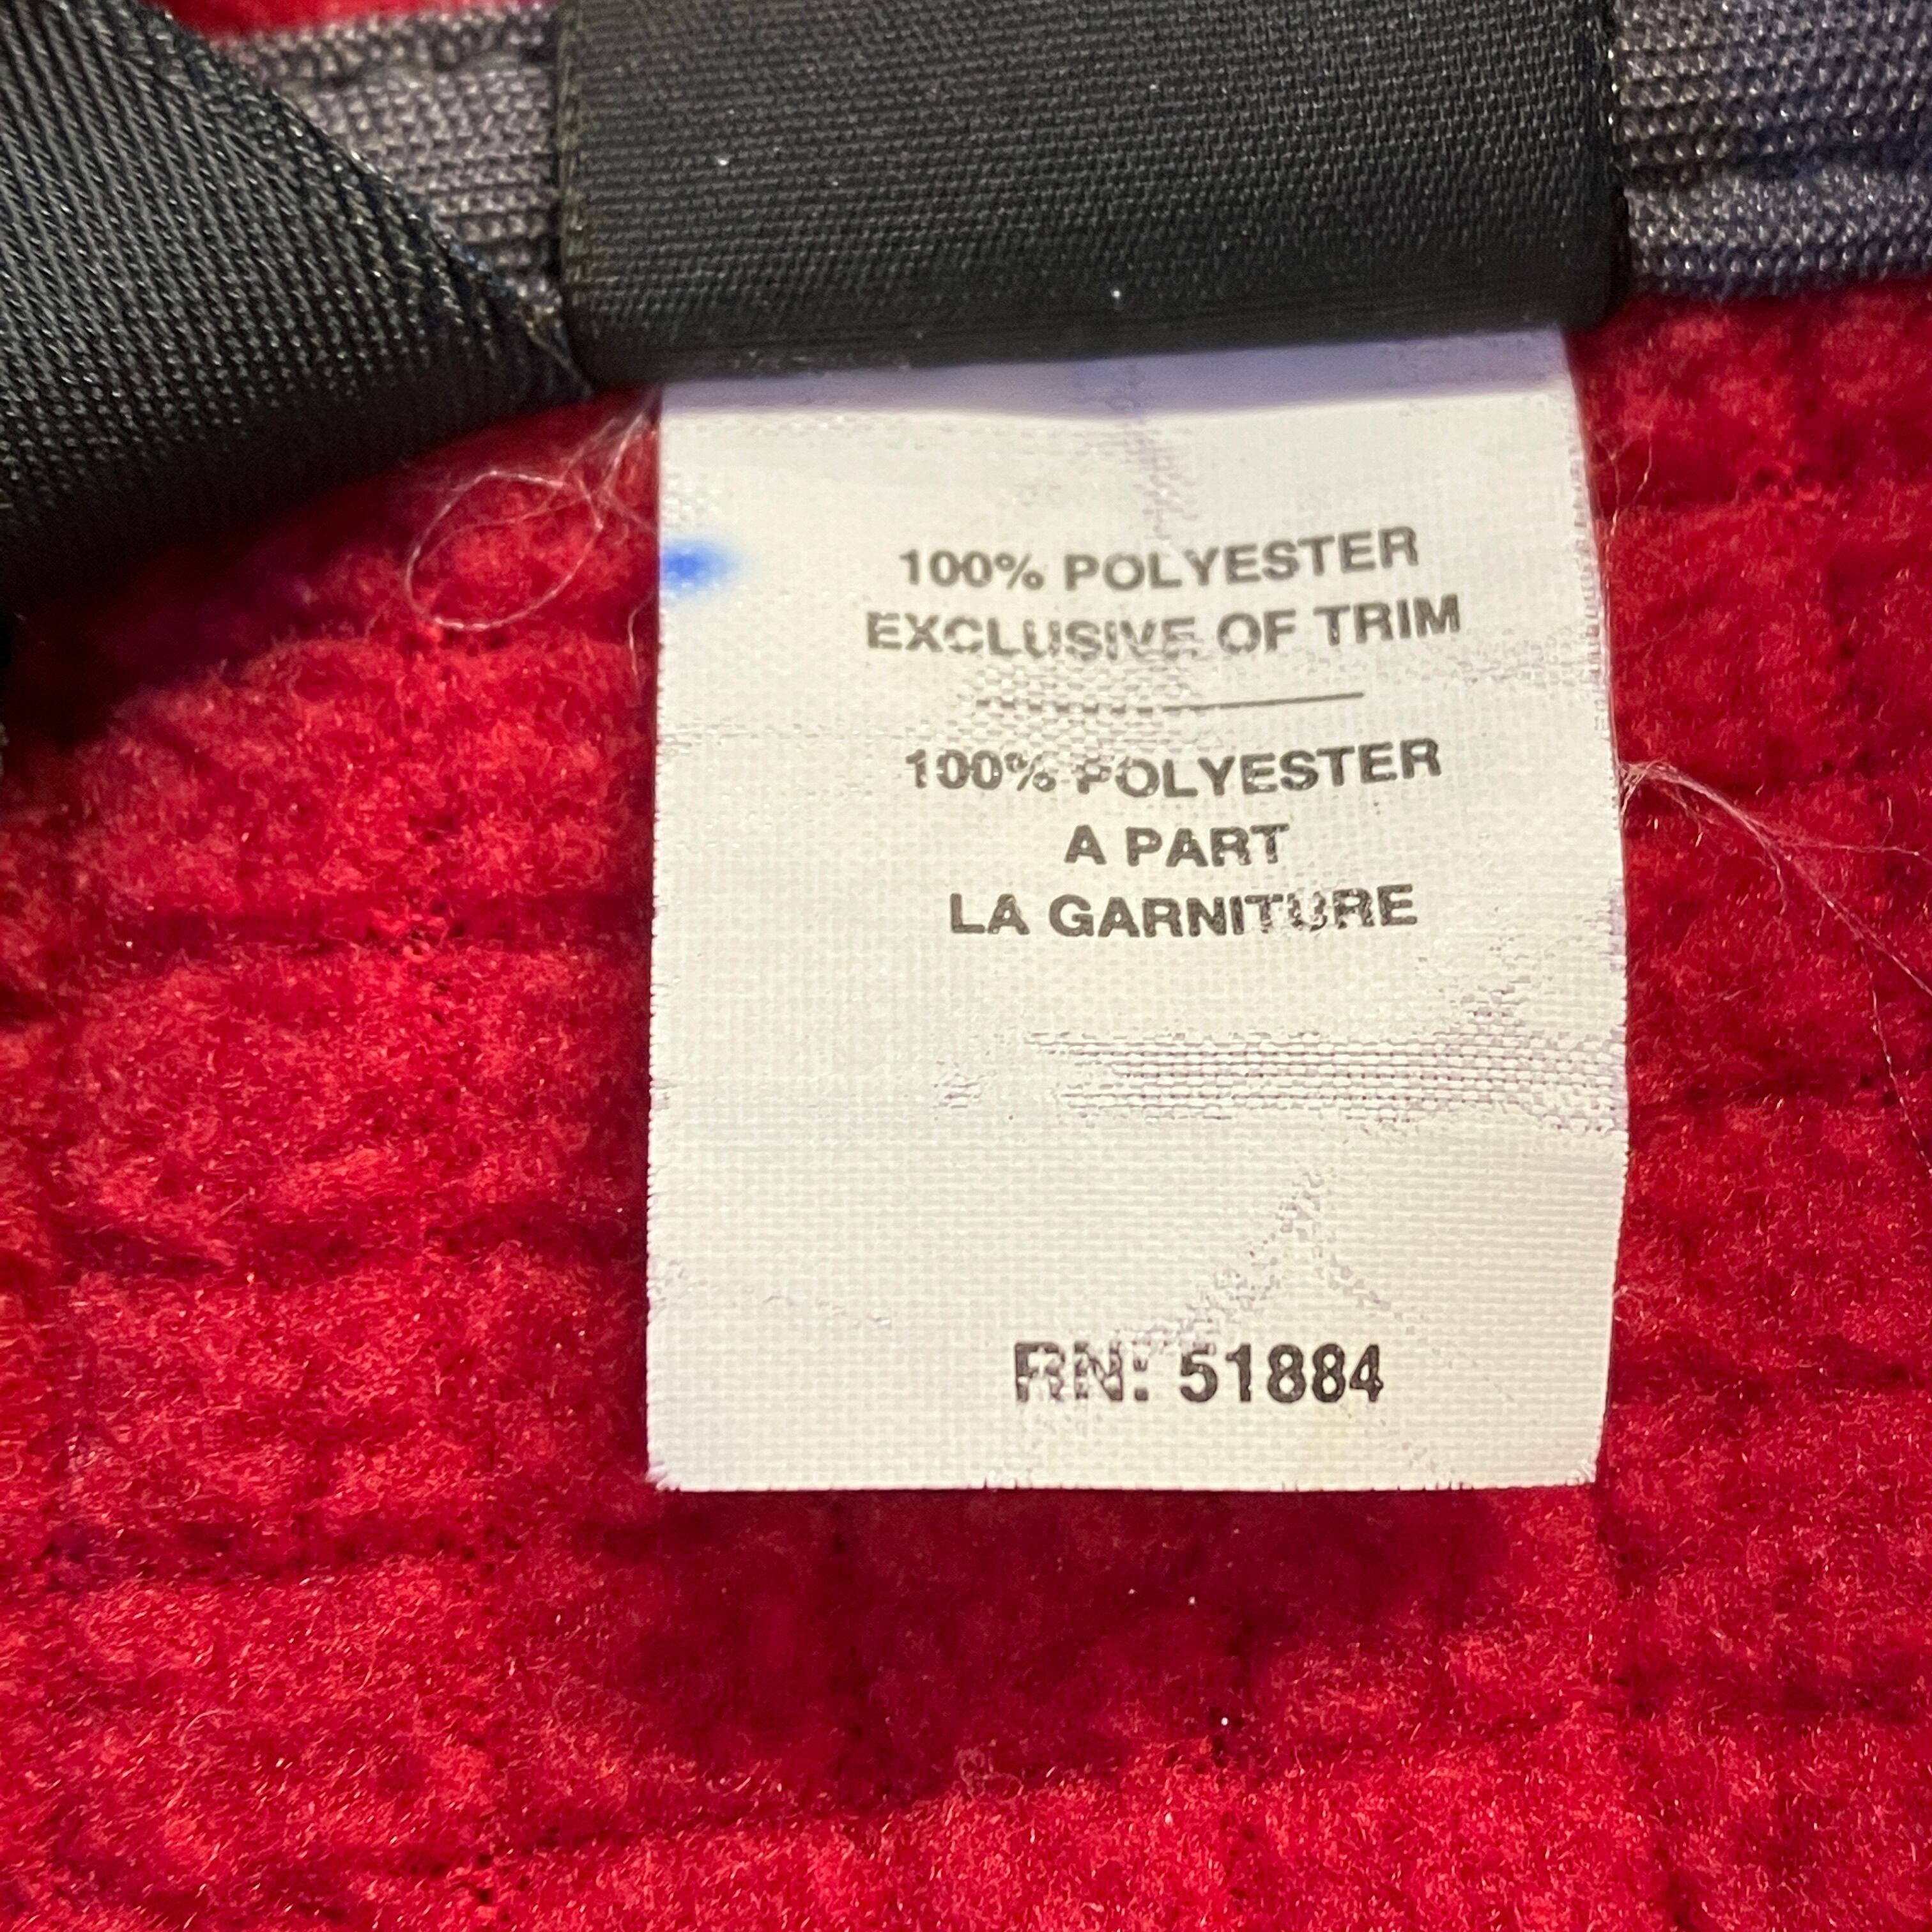 100% POLYESTER
EXCLUSIVE OF TRIM
100% POLYESTER
A PART
LA GARNITURE
RN: 51884